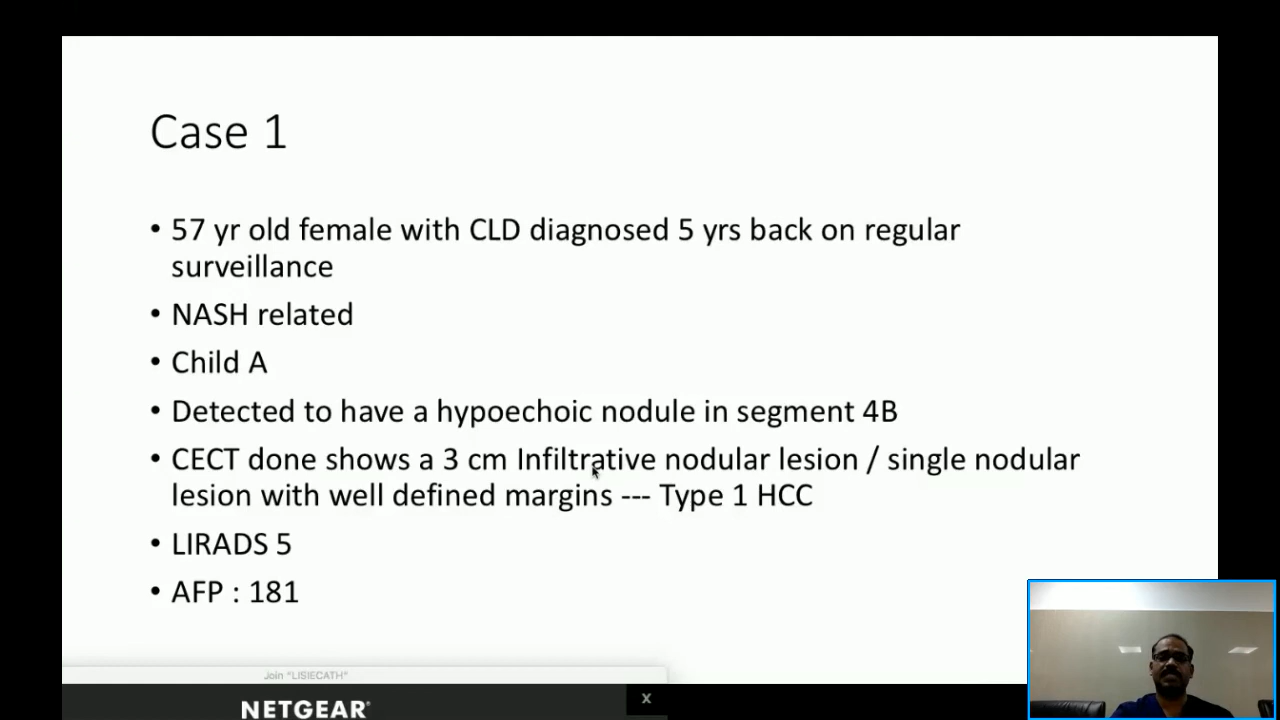 Case 1
• 57 yr old female with CLD diagnosed 5 yrs back on regular
surveillance
• NASH related
• Child A
• Detected to have a hypoechoic nodule in segment 4B
• CECT done shows a 3 cm Infiltrative nodular lesion / single nodular
lesion with well defined margins --- Type 1 HCC
• LIRADS 5
• AFP : 181
Join "LISIECATH"
NETGEAR®
X